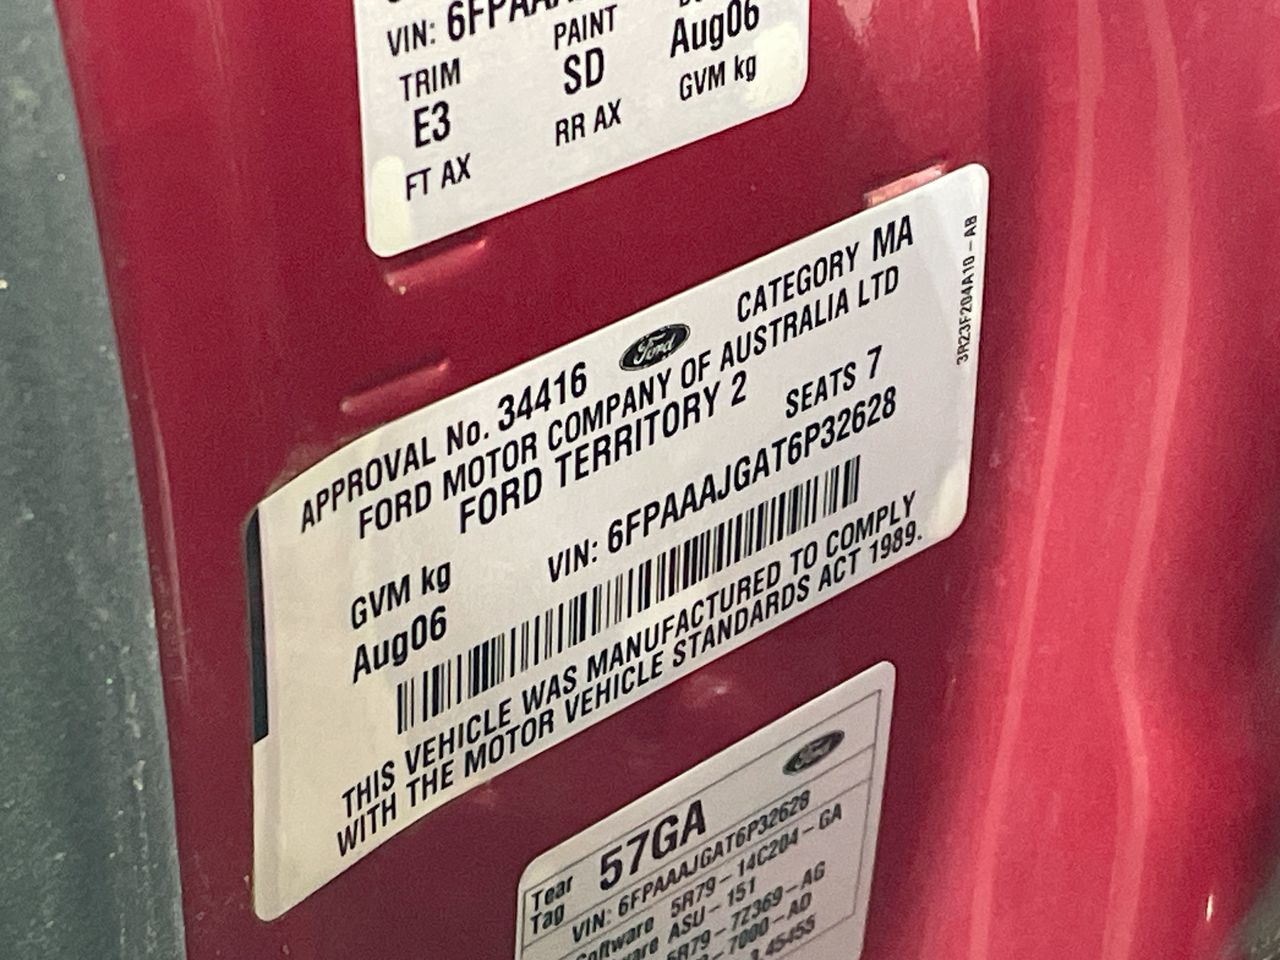 VIN: 6FPAAA
TRIM PAINT
E3 SD Aug06
FT AX RR AX GVM kg
APPROVAL No. 34416 Ford CATEGORY MA
FORD MOTOR COMPANY OF AUSTRALIA LTD
FORD TERRITORY 2 SEATS 7
GVM kg VIN: 6FPAAAJGAT6P32628
Aug06
THIS VEHICLE WAS MANUFACTURED TO COMPLY
WITH THE MOTOR VEHICLE STANDARDS ACT 1989.
3R23F204A10-AB
Ford
Tear Tag 57GA
VIN: 6FPAAAJGAT6P32628
Software 5R79-14C204-GA
ASU-151
5R79-7Z369-AG
7000-AD
45455